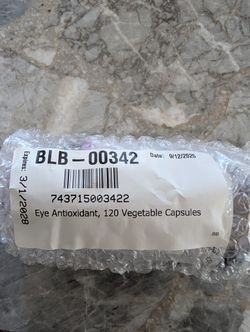 Expires: 3/1/2028
BLB-00342 Date: 9/12/2025
743715003422
Eye Antioxidant, 120 Vegetable Capsules